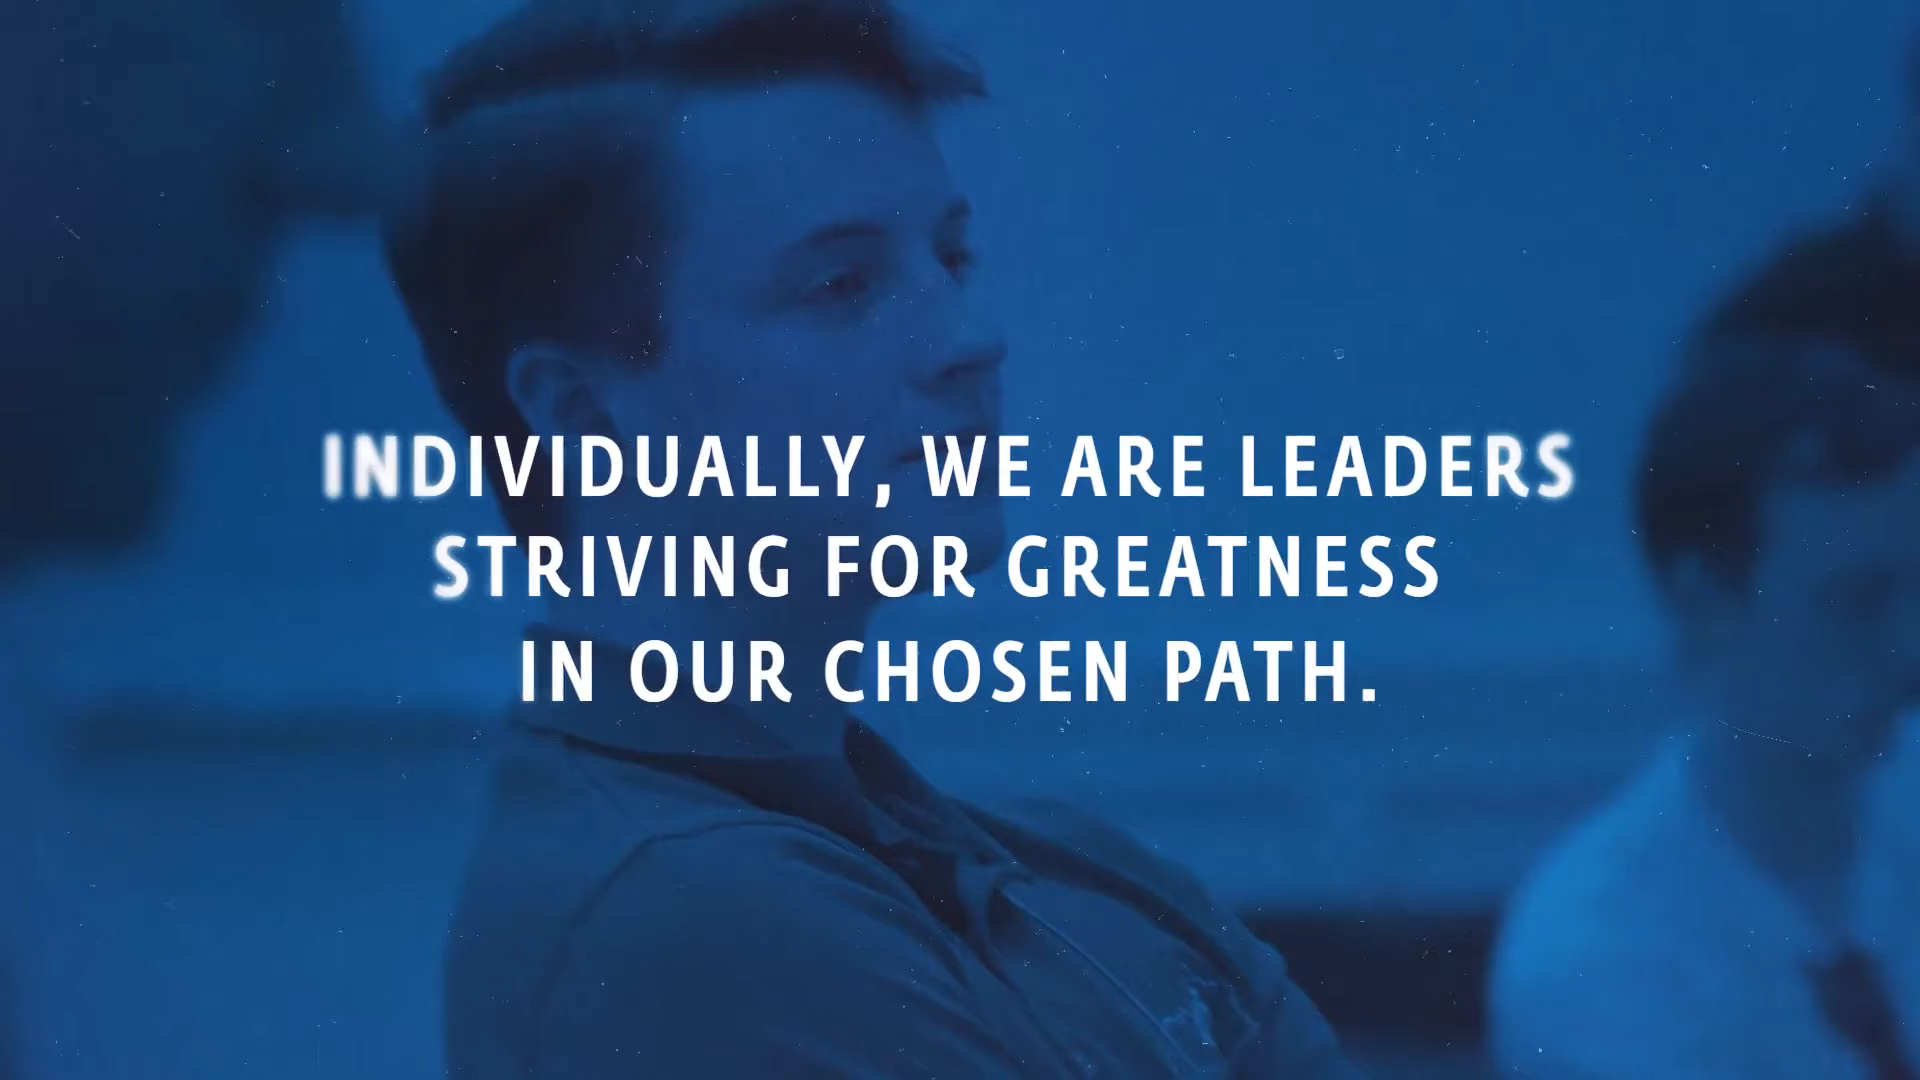 INDIVIDUALLY, WE ARE LEADERS
STRIVING FOR GREATNESS
IN OUR CHOSEN PATH.